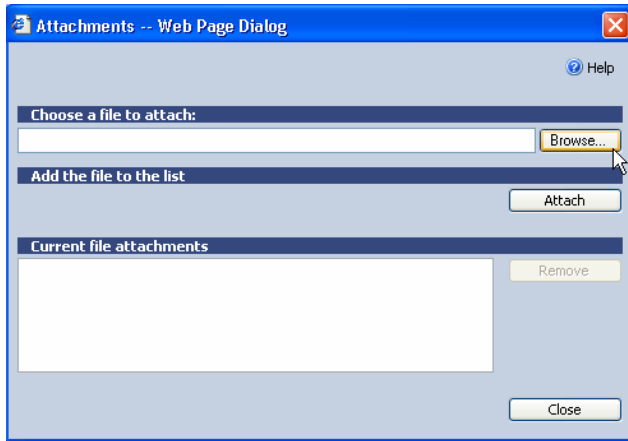 Attachments -- Web Page Dialog
Help
Choose a file to attach:
Browse...
Add the file to the list
Attach
Current file attachments
Remove
Close